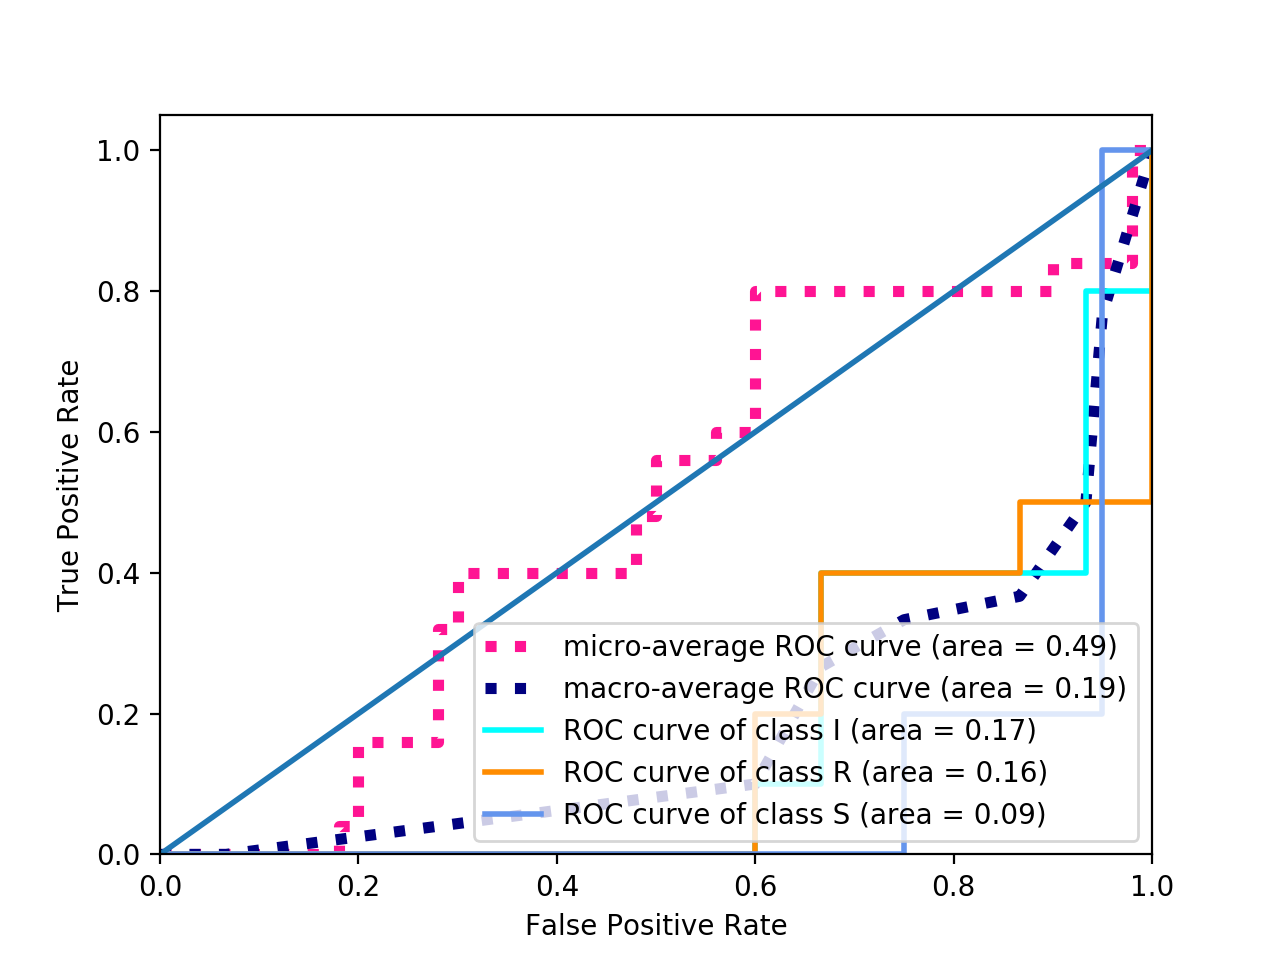 1.0
0.8
0.6
0.4
0.2
0.0
True Positive Rate
micro-average ROC curve (area = 0.49)
macro-average ROC curve (area = 0.19)
ROC curve of class I (area = 0.17)
ROC curve of class R (area = 0.16)
ROC curve of class S (area = 0.09)
0.0 0.2 0.4 0.6 0.8 1.0
False Positive Rate